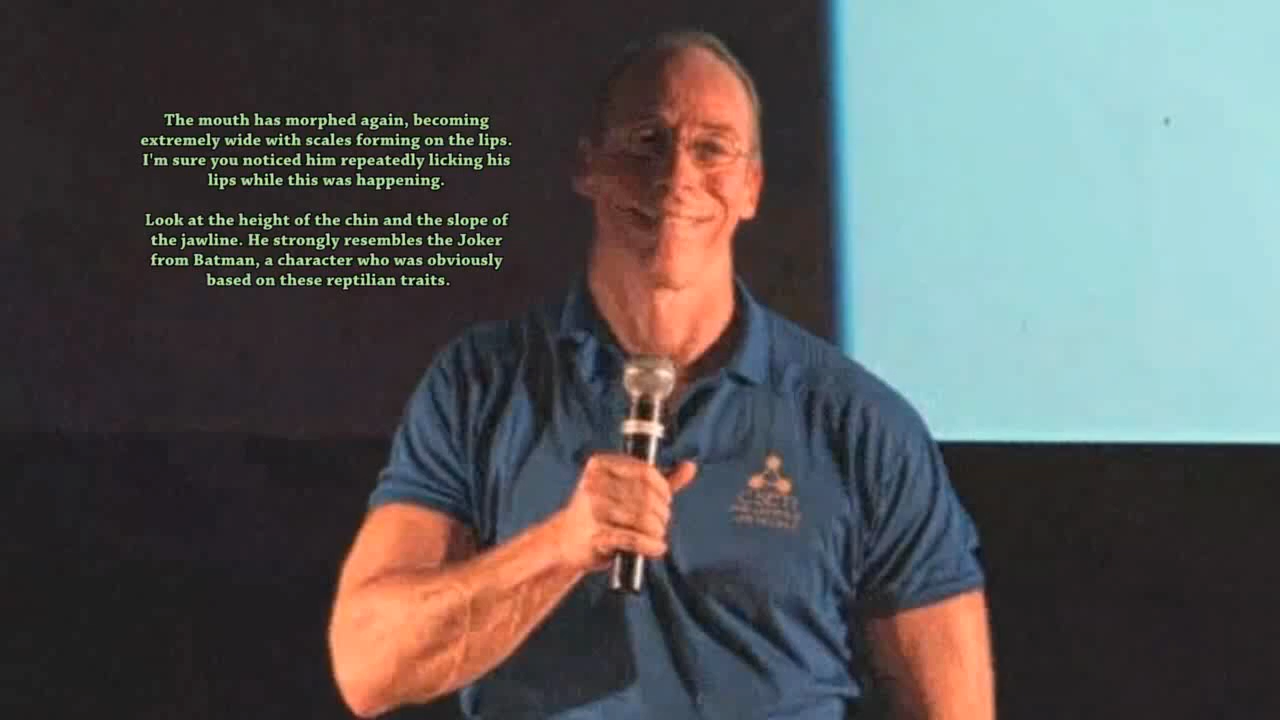 The mouth has morphed again, becoming
extremely wide with scales forming on the lips.
I'm sure you noticed him repeatedly licking his
lips while this was happening.
Look at the height of the chin and the slope of
the jawline. He strongly resembles the Joker
from Batman, a character who was obviously
based on these reptilian traits.